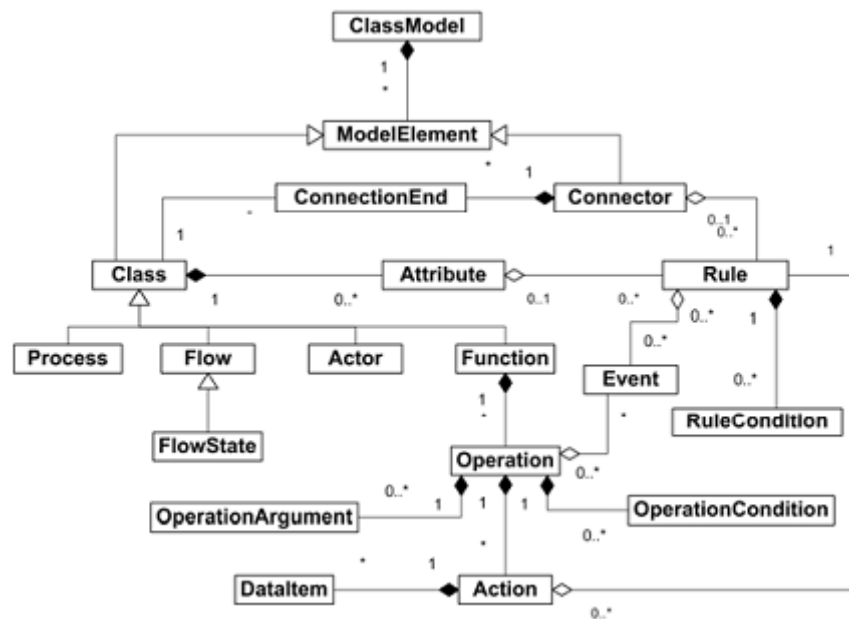 ClassModel
1
*
ModelElement
*
1
ConnectionEnd
Connector
-
0..1
0..*
1
1
Class
Attribute
Rule
1
0..*
0..1
0..*
0..*
1
0..*
Process
Flow
Actor
Function
Event
1
*
*
0..*
RuleCondition
FlowState
Operation
0..*
0..*
1
1
1
OperationArgument
OperationCondition
0..*
*
*
1
DataItem
Action
0..*